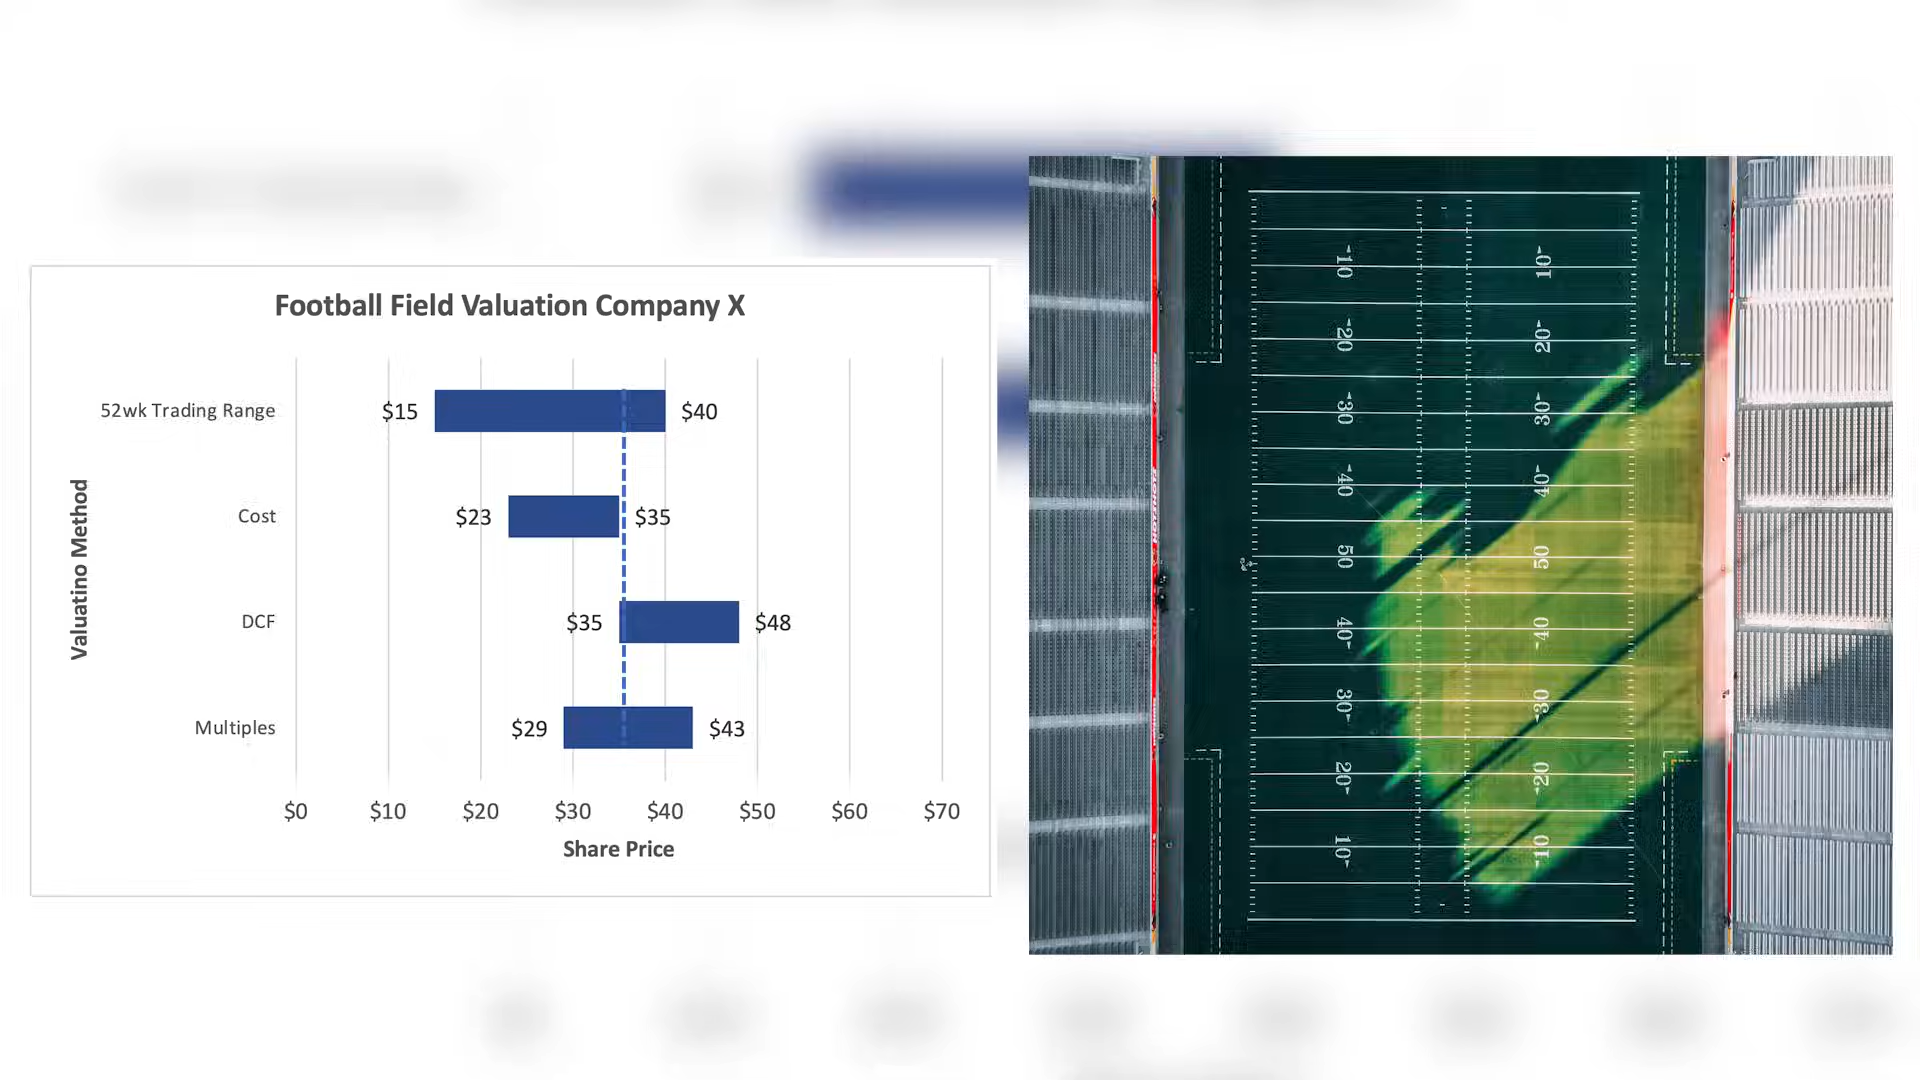 Football Field Valuation Company X
Valuatino Method
52wk Trading Range
$15
$40
Cost
$23
$35
DCF
$35
$48
Multiples
$29
$43
$0 $10 $20 $30 $40 $50 $60 $70
Share Price
10 10
20 20
30 30
40 40
50 50
40 40
30 30
20 20
10 10